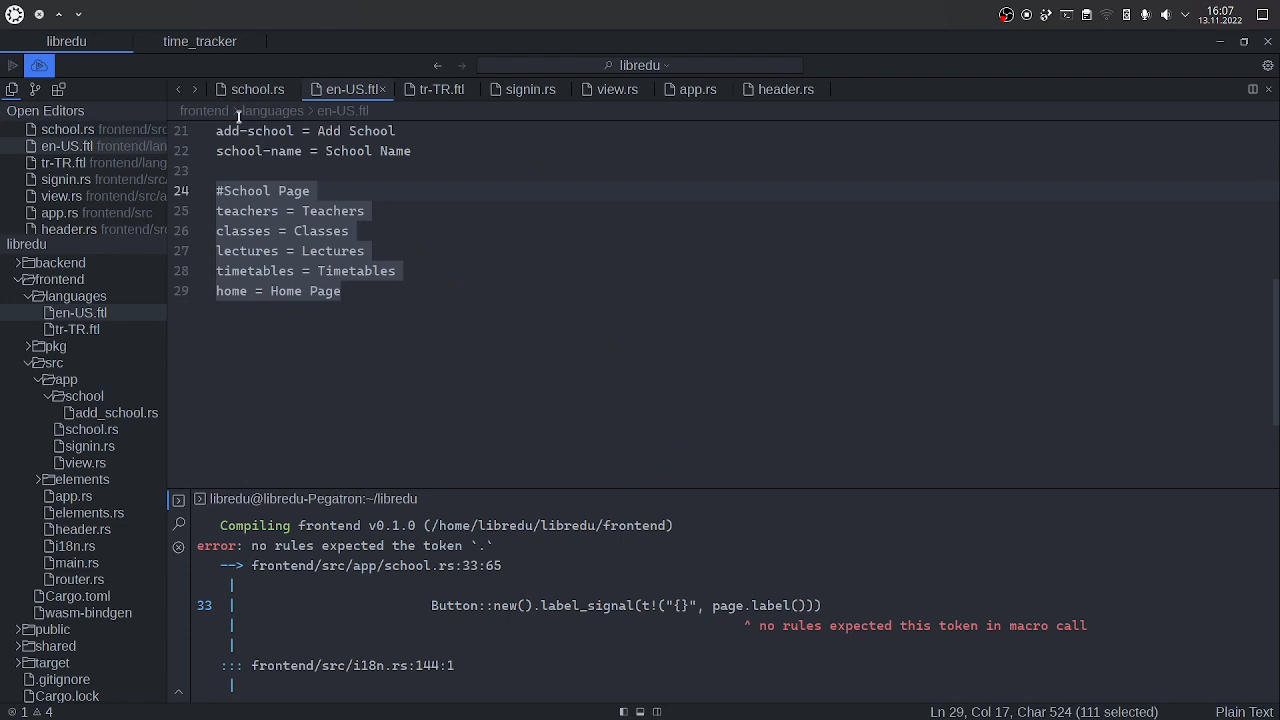 16:07
13.11.2022
libredu
time_tracker
libredu
Open Editors
school.rs frontend/src
en-US.ftl frontend/lan
tr-TR.ftl frontend/lang
signin.rs frontend/src/
view.rs frontend/src/a
app.rs frontend/src
header.rs frontend/src
libredu
backend
frontend
languages
en-US.ftl
tr-TR.ftl
pkg
src
app
school
add_school.rs
school.rs
signin.rs
view.rs
elements
app.rs
elements.rs
header.rs
i18n.rs
main.rs
router.rs
Cargo.toml
wasm-bindgen
public
shared
target
.gitignore
Cargo.lock
school.rs
en-US.ftl×
tr-TR.ftl
signin.rs
view.rs
app.rs
header.rs
frontend > languages > en-US.ftl
21 add-school = Add School
22 school-name = School Name
23
24 #School Page
25 teachers = Teachers
26 classes = Classes
27 lectures = Lectures
28 timetables = Timetables
29 home = Home Page
libredu@libredu-Pegatron:~/libredu
Compiling frontend v0.1.0 (/home/libredu/libredu/frontend)
error: no rules expected the token `.`
--> frontend/src/app/school.rs:33:65
|
33 | Button::new().label_signal(t!("{}", page.label()))
| ^ no rules expected this token in macro call
|
::: frontend/src/i18n.rs:144:1
|
1 4
Ln 29, Col 17, Char 524 (111 selected)
Plain Text